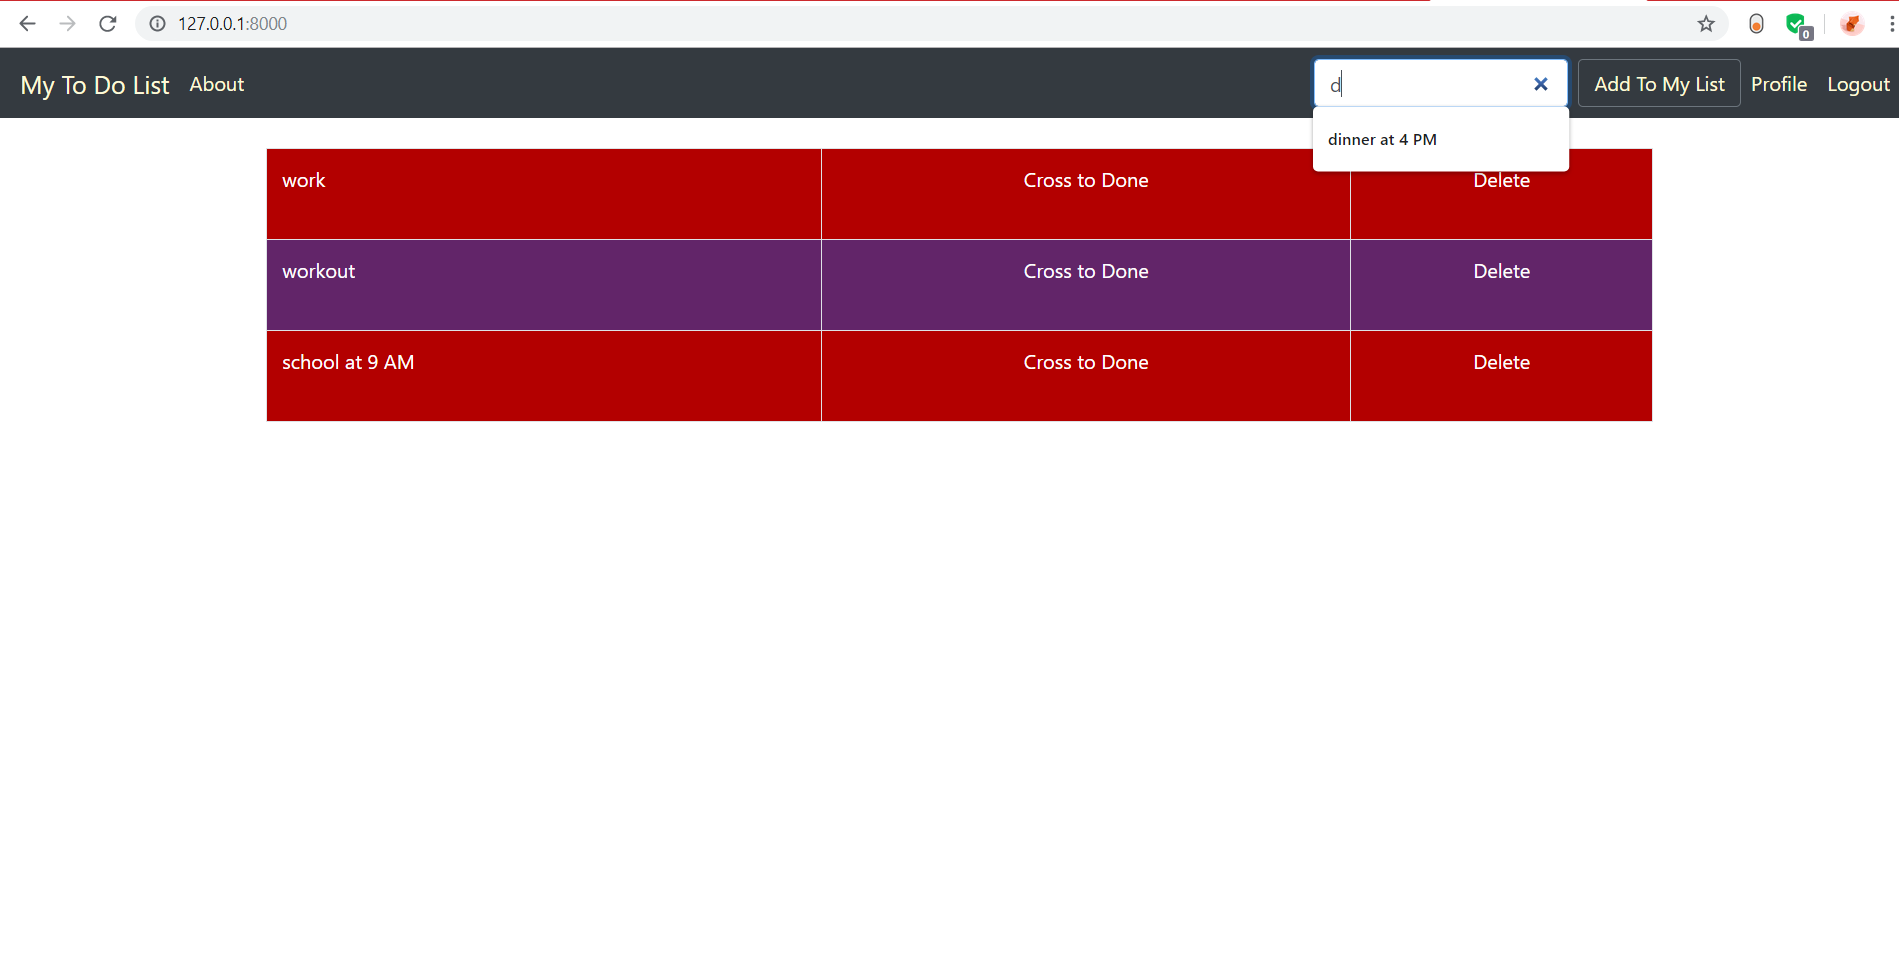 127.0.0.1:8000
0
My To Do List About d Add To My List Profile Logout
dinner at 4 PM
work Cross to Done Delete
workout Cross to Done Delete
school at 9 AM Cross to Done Delete